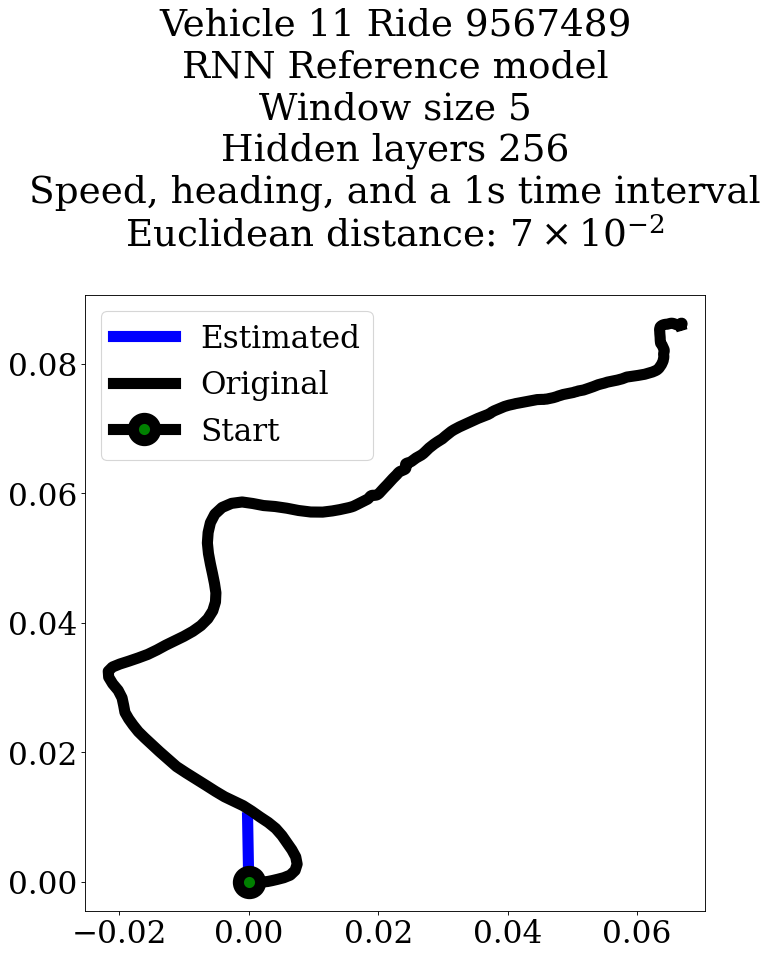 Vehicle 11 Ride 9567489
RNN Reference model
Window size 5
Hidden layers 256
Speed, heading, and a 1s time interval
Euclidean distance: 7 × 10⁻²
Estimated
Original
Start
0.08
0.06
0.04
0.02
0.00
−0.02 0.00 0.02 0.04 0.06